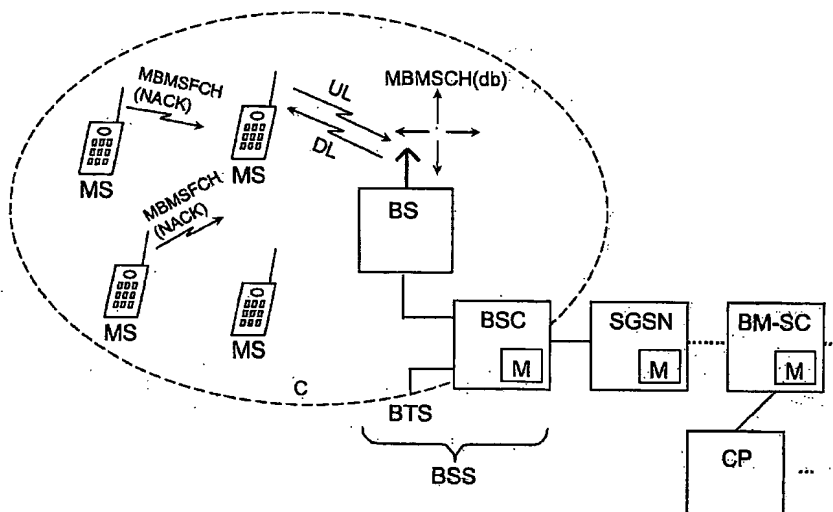 MBMSFCH
(NACK)
UL
MBMSCH(db)
DL
MS
MS
BS
MBMSFCH
(NACK)
MS
MS
BSC
SGSN
BM-SC
M
M
M
C
BTS
BSS
CP